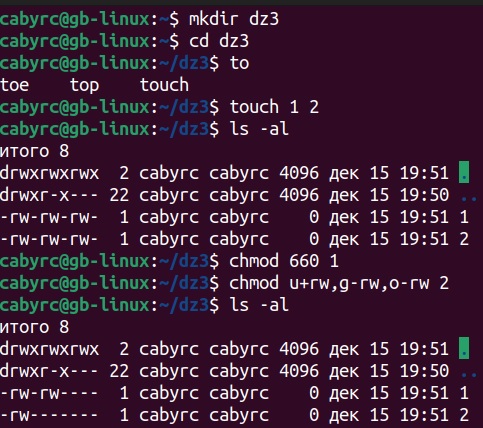 cabyrc@gb-linux:~$ mkdir dz3
cabyrc@gb-linux:~$ cd dz3
cabyrc@gb-linux:~/dz3$ to
toe    top    touch
cabyrc@gb-linux:~/dz3$ touch 1 2
cabyrc@gb-linux:~/dz3$ ls -al
итого 8
drwxrwxrwx  2 cabyrc cabyrc 4096 дек 15 19:51 .
drwxr-x--- 22 cabyrc cabyrc 4096 дек 15 19:50 ..
-rw-rw-rw-  1 cabyrc cabyrc    0 дек 15 19:51 1
-rw-rw-rw-  1 cabyrc cabyrc    0 дек 15 19:51 2
cabyrc@gb-linux:~/dz3$ chmod 660 1
cabyrc@gb-linux:~/dz3$ chmod u+rw,g-rw,o-rw 2
cabyrc@gb-linux:~/dz3$ ls -al
итого 8
drwxrwxrwx  2 cabyrc cabyrc 4096 дек 15 19:51 .
drwxr-x--- 22 cabyrc cabyrc 4096 дек 15 19:50 ..
-rw-rw----  1 cabyrc cabyrc    0 дек 15 19:51 1
-rw-------  1 cabyrc cabyrc    0 дек 15 19:51 2